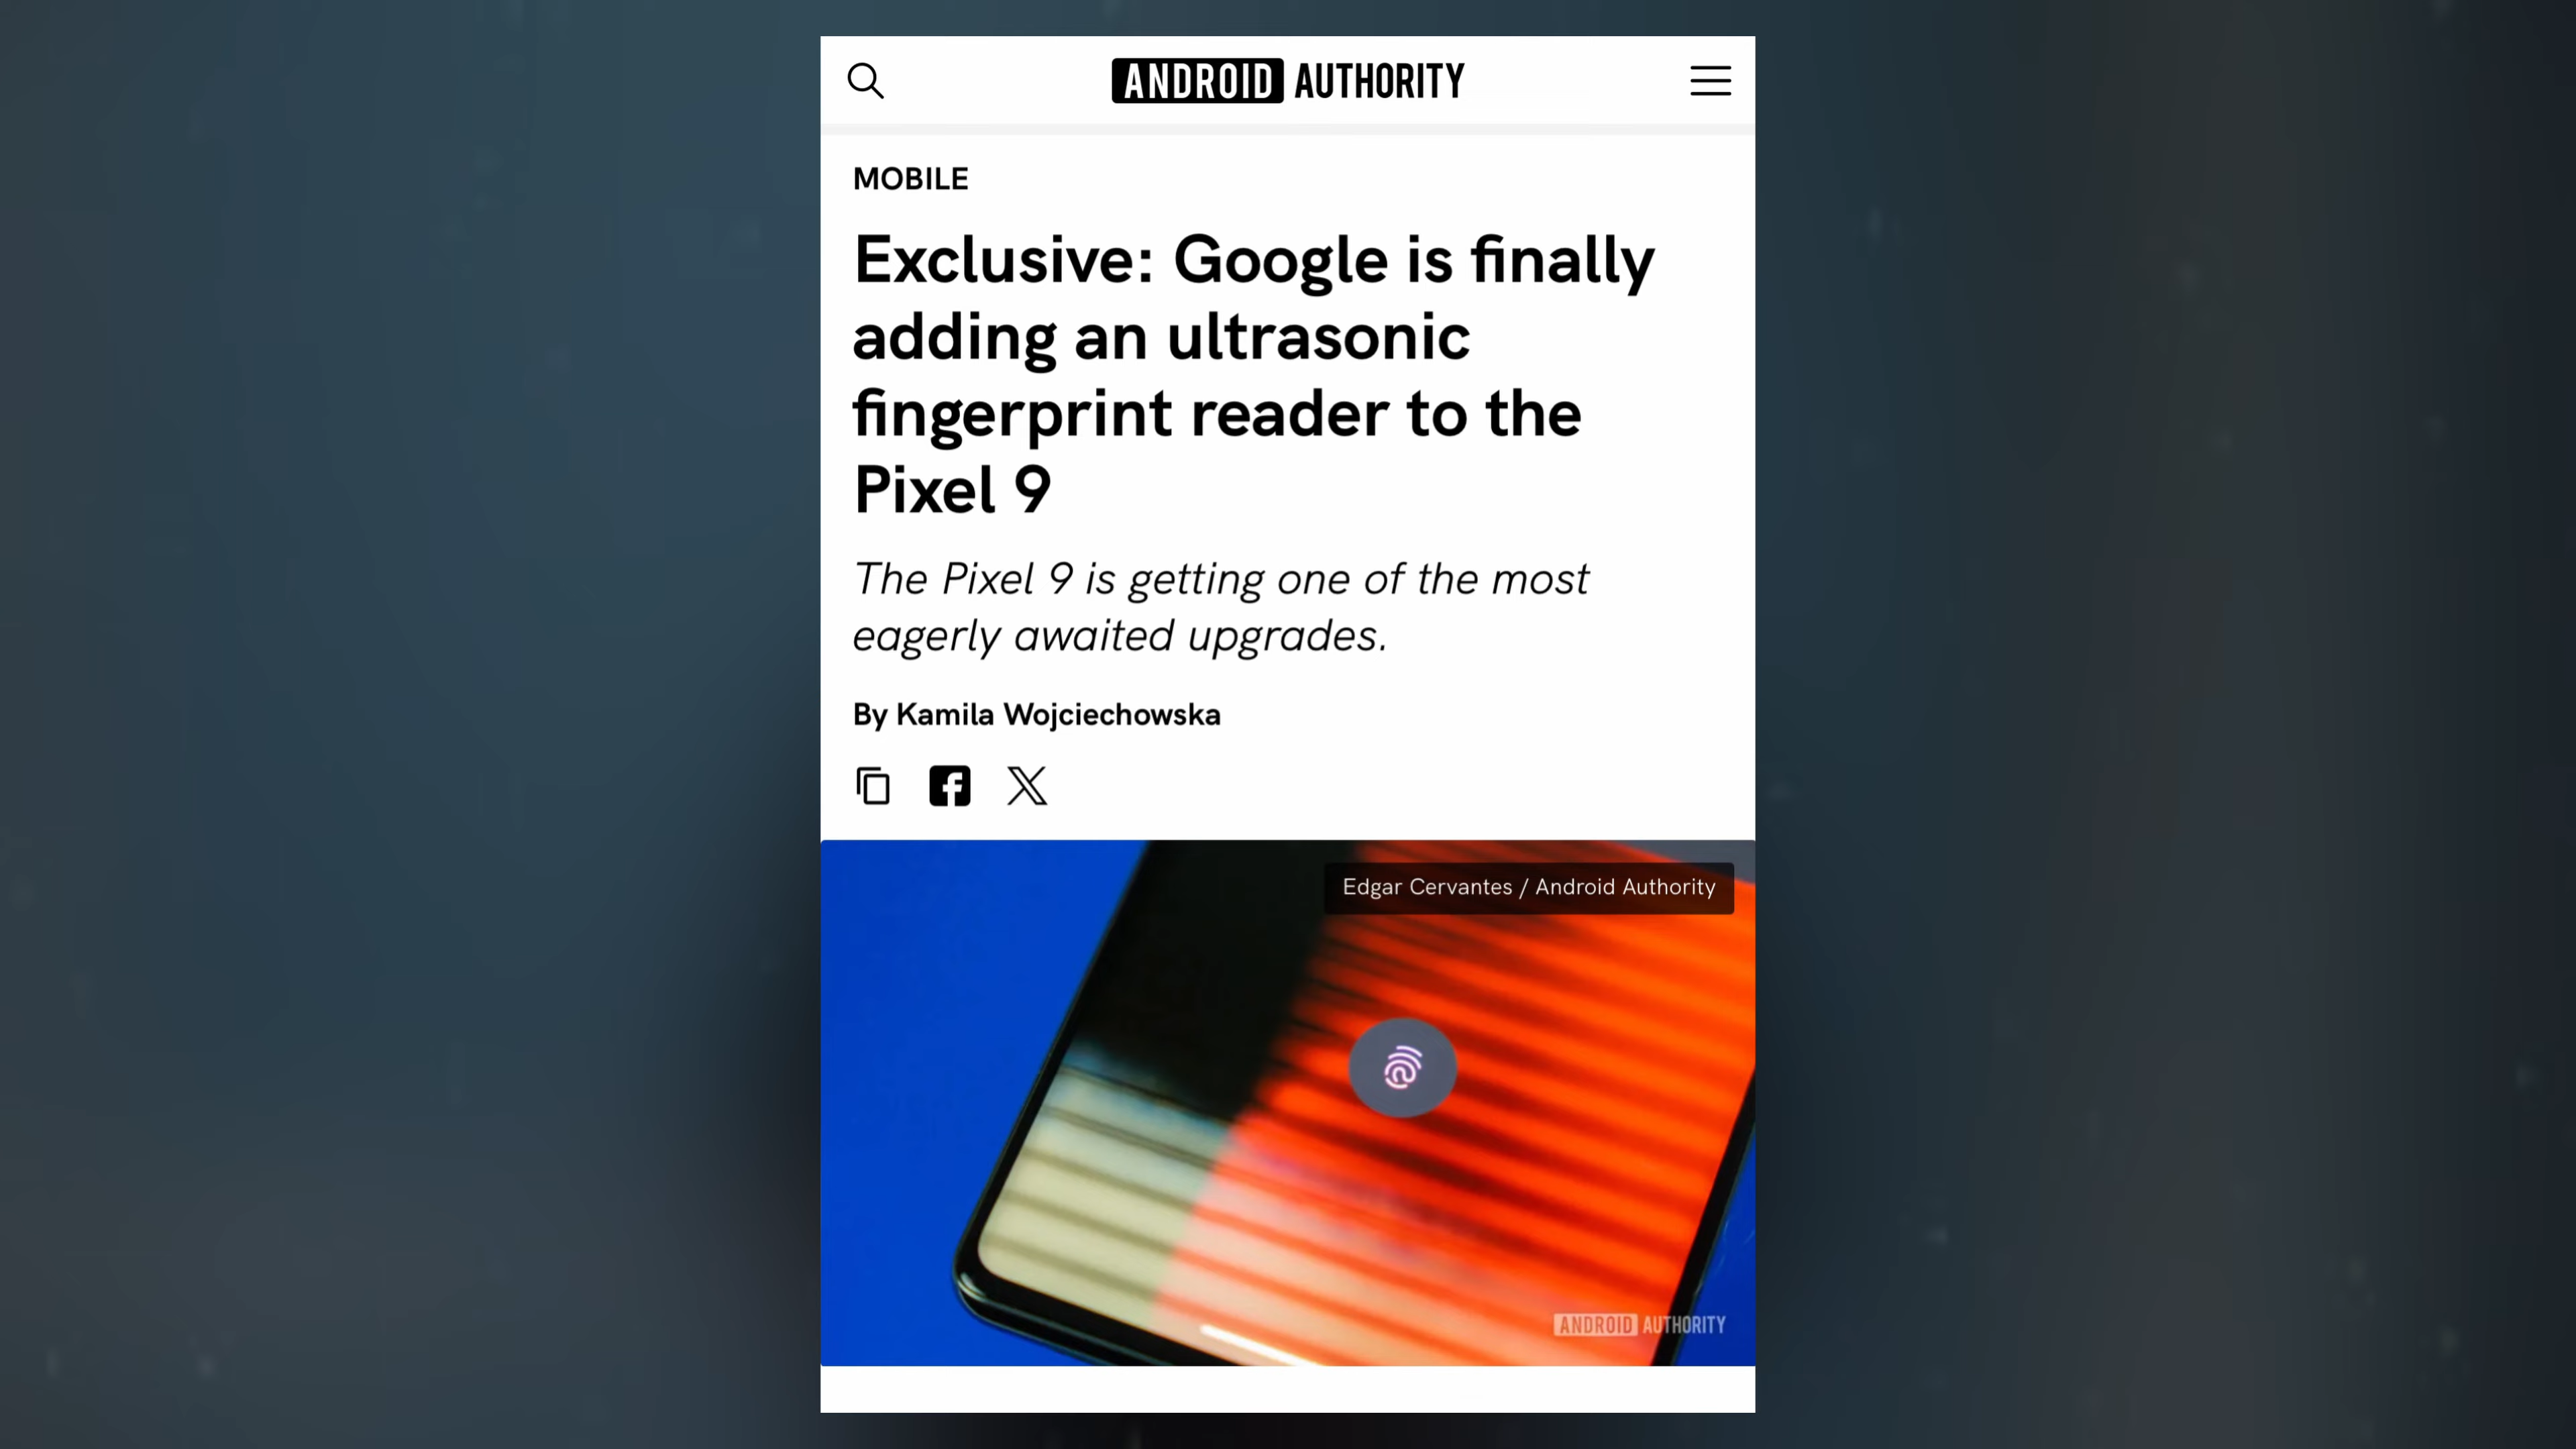 ANDROID AUTHORITY
MOBILE
Exclusive: Google is finally
adding an ultrasonic
fingerprint reader to the
Pixel 9
The Pixel 9 is getting one of the most
eagerly awaited upgrades.
By Kamila Wojciechowska
Edgar Cervantes / Android Authority
ANDROID AUTHORITY